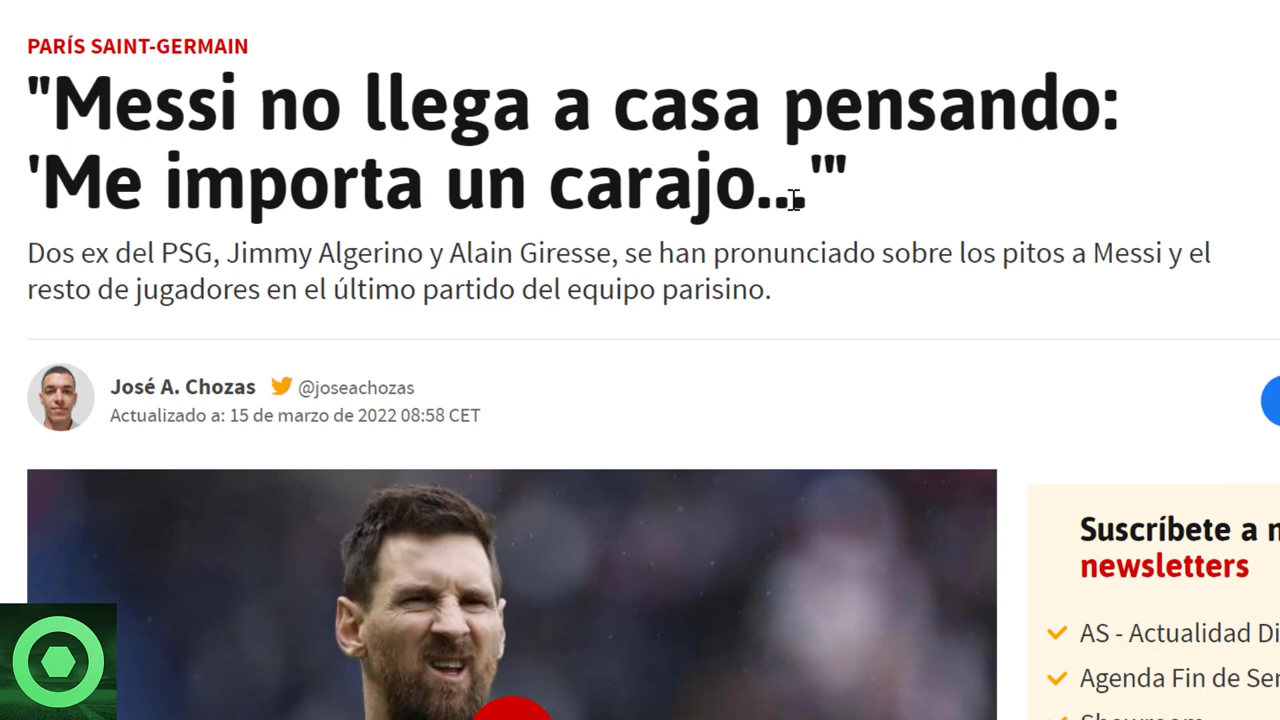 PARÍS SAINT-GERMAIN
"Messi no llega a casa pensando:
'Me importa un carajo...'"
Dos ex del PSG, Jimmy Algerino y Alain Giresse, se han pronunciado sobre los pitos a Messi y el
resto de jugadores en el último partido del equipo parisino.
José A. Chozas @joseachozas
Actualizado a: 15 de marzo de 2022 08:58 CET
Suscríbete a
newsletters
AS - Actualidad
Agenda Fin de